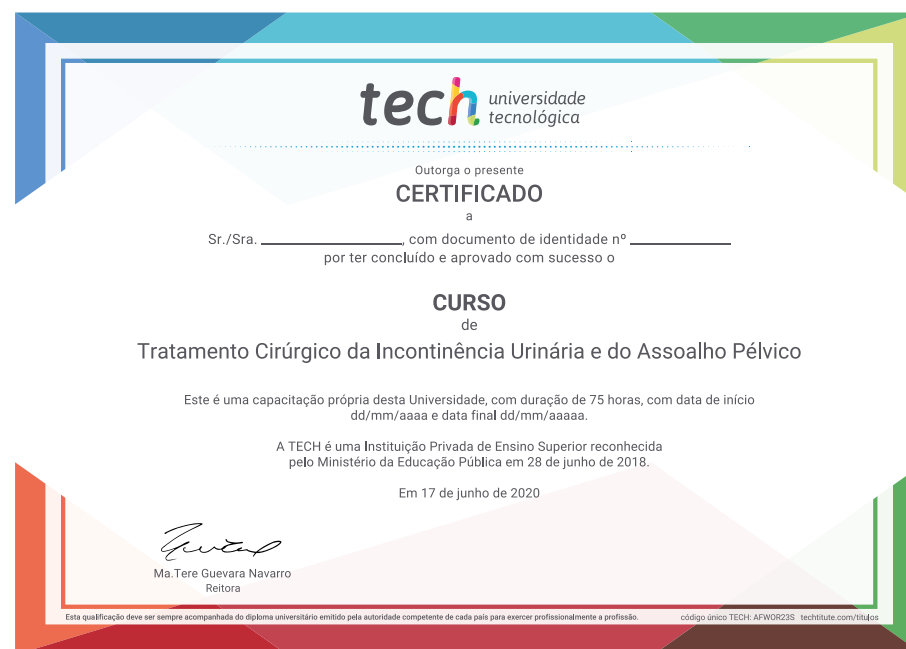 tech universidade
tecnológica
Outorga o presente
CERTIFICADO
a
Sr./Sra. ____________, com documento de identidade nº ____________
por ter concluído e aprovado com sucesso o
CURSO
de
Tratamento Cirúrgico da Incontinência Urinária e do Assoalho Pélvico
Este é uma capacitação própria desta Universidade, com duração de 75 horas, com data de início
dd/mm/aaaa e data final dd/mm/aaaaa.
A TECH é uma Instituição Privada de Ensino Superior reconhecida
pelo Ministério da Educação Pública em 28 de junho de 2018.
Em 17 de junho de 2020
Ma.Tere Guevara Navarro
Reitora
Esta qualificação deve ser sempre acompanhada do diploma universitário emitido pela autoridade competente de cada país para exercer profissionalmente a profissão. código único TECH: AFWOR23S techtitute.com/titulos